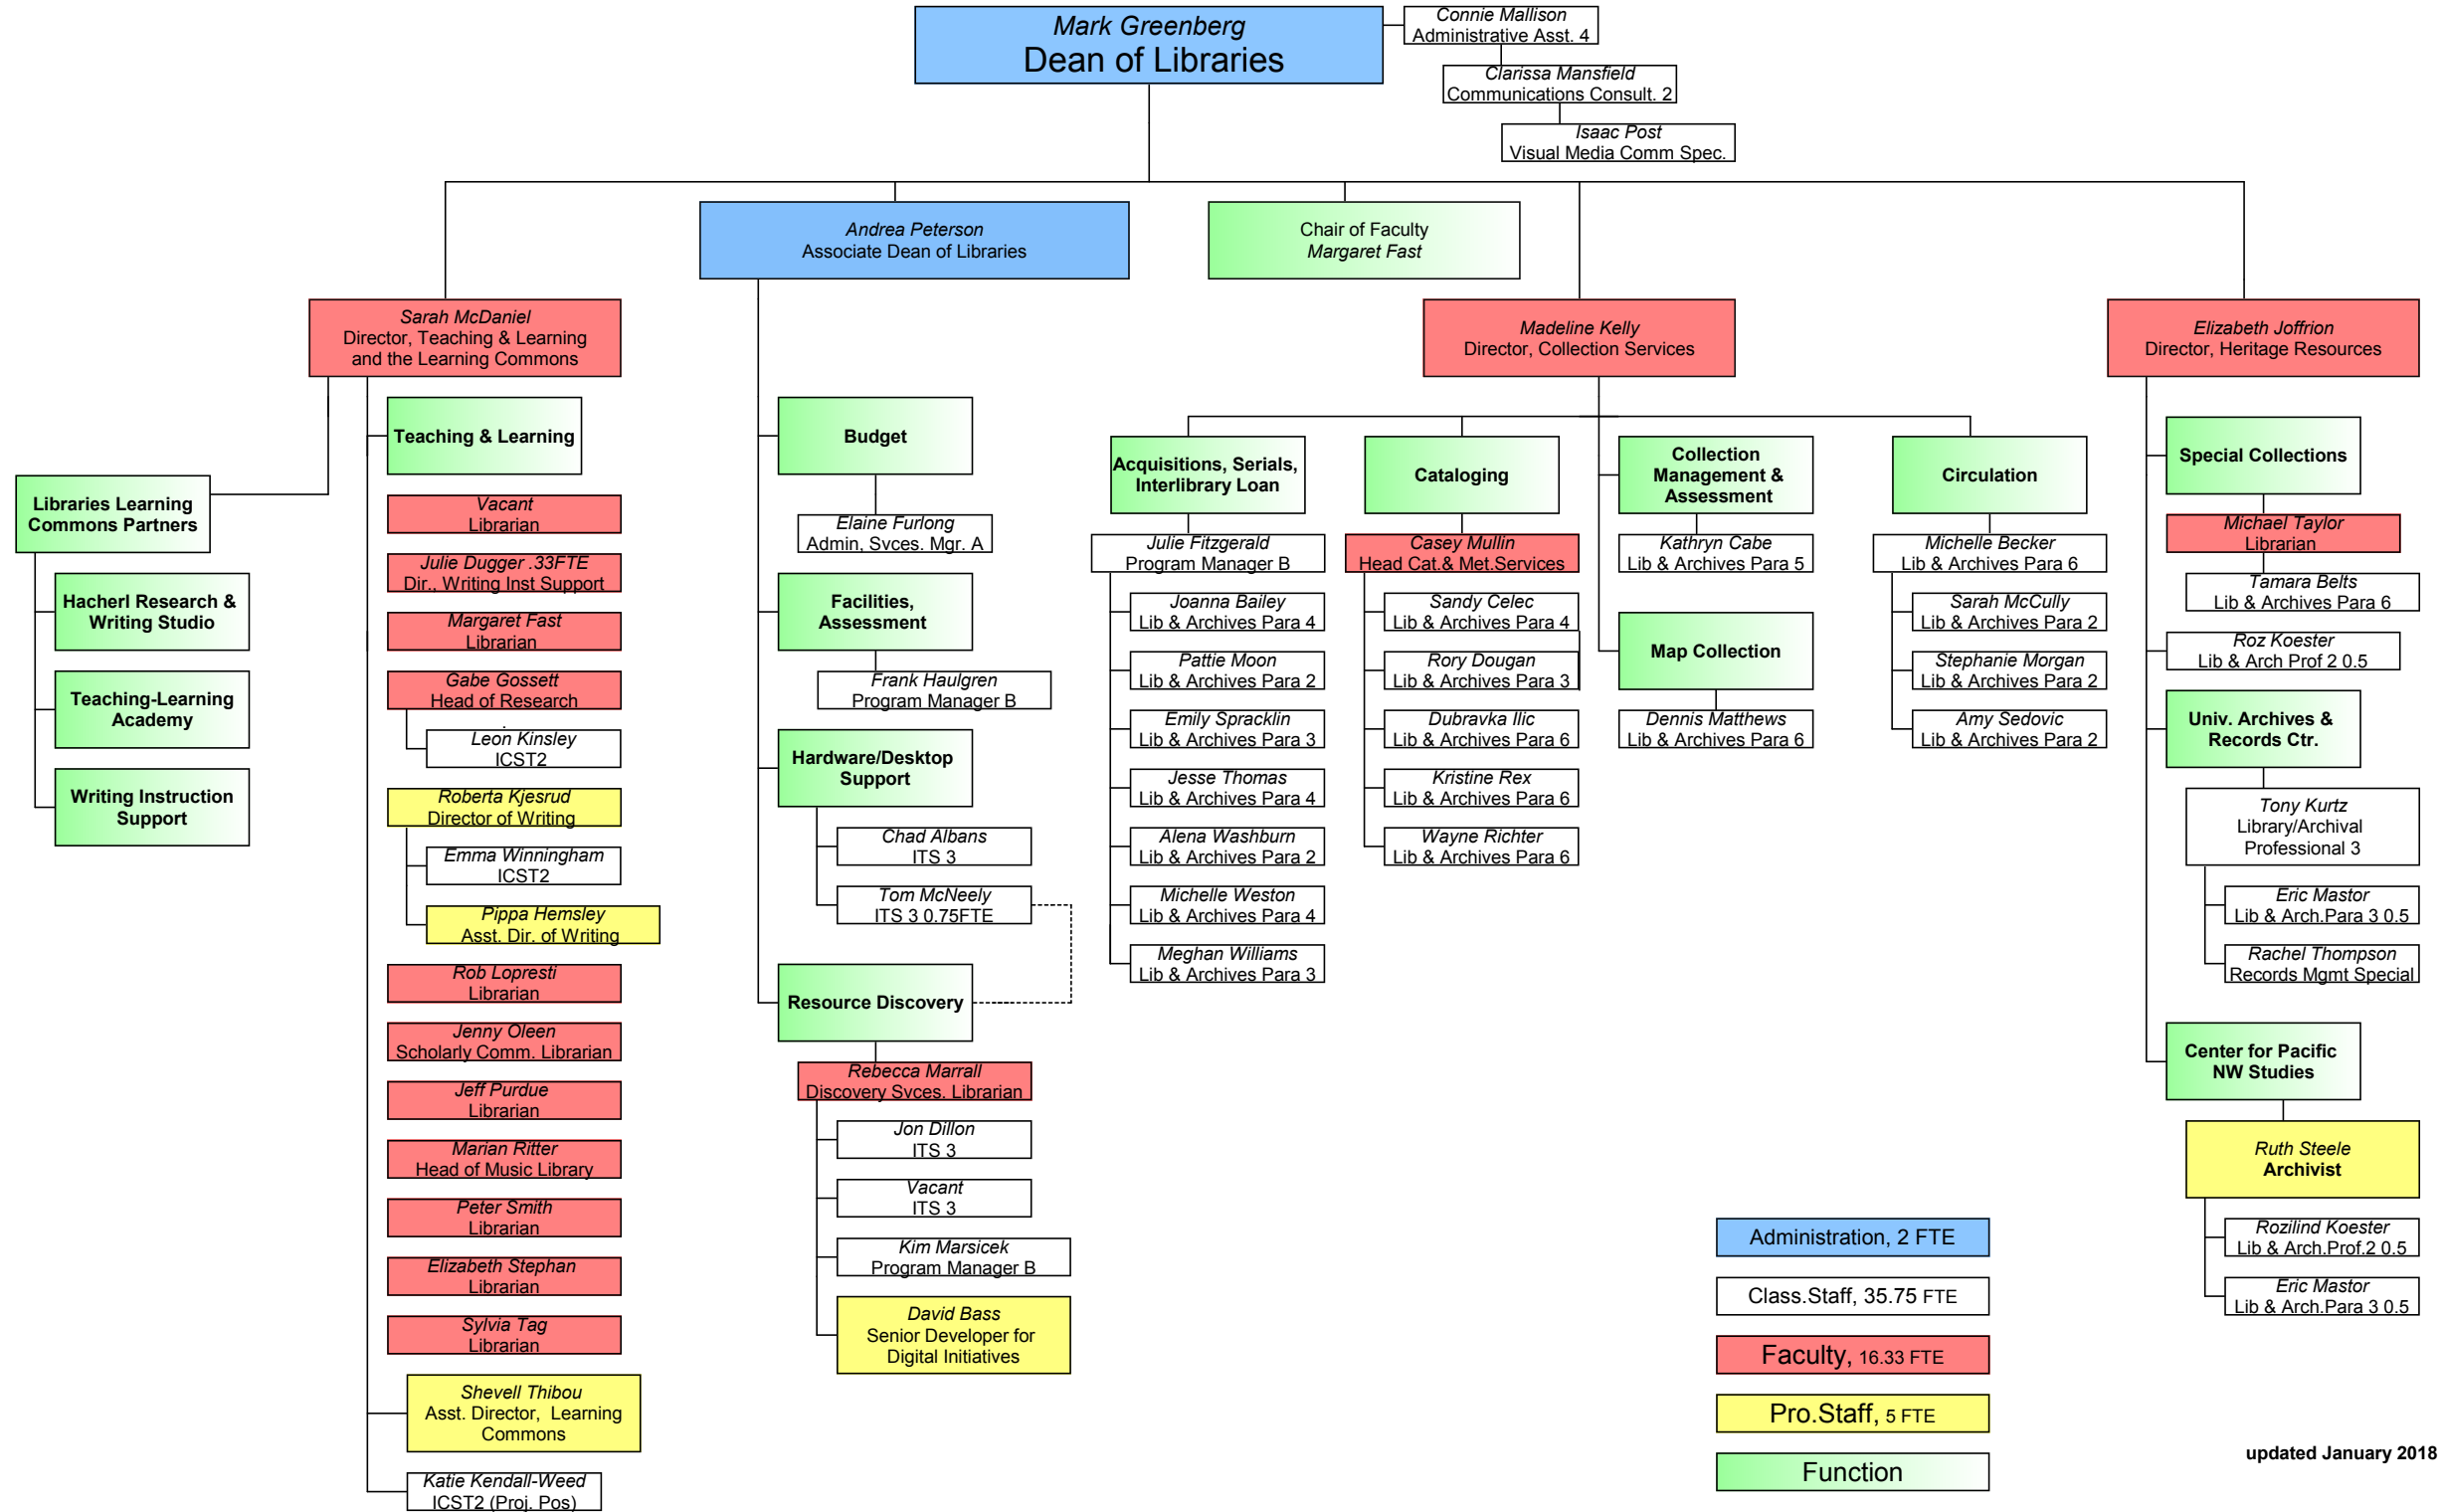 Mark Greenberg
Dean of Libraries
Connie Mallison
Administrative Asst. 4
Clarissa Mansfield
Communications Consult. 2
Isaac Post
Visual Media Comm Spec.
Andrea Peterson
Associate Dean of Libraries
Chair of Faculty
Margaret Fast
Sarah McDaniel
Director, Teaching & Learning
and the Learning Commons
Madeline Kelly
Director, Collection Services
Elizabeth Joffrion
Director, Heritage Resources
Libraries Learning
Commons Partners
Hacherl Research &
Writing Studio
Teaching-Learning
Academy
Writing Instruction
Support
Teaching & Learning
Vacant
Librarian
Julie Dugger .33FTE
Dir., Writing Inst Support
Margaret Fast
Librarian
Gabe Gossett
Head of Research
.
Leon Kinsley
ICST2
Roberta Kjesrud
Director of Writing
Emma Winningham
ICST2
Pippa Hemsley
Asst. Dir. of Writing
Rob Lopresti
Librarian
Jenny Oleen
Scholarly Comm. Librarian
Jeff Purdue
Librarian
Marian Ritter
Head of Music Library
Peter Smith
Librarian
Elizabeth Stephan
Librarian
Sylvia Tag
Librarian
Shevell Thibou
Asst. Director, Learning
Commons
Katie Kendall-Weed
ICST2 (Proj. Pos)
Budget
Elaine Furlong
Admin, Svces. Mgr. A
Facilities,
Assessment
Frank Haulgren
Program Manager B
Hardware/Desktop
Support
Chad Albans
ITS 3
Tom McNeely
ITS 3 0.75FTE
Resource Discovery
Rebecca Marrall
Discovery Svces. Librarian
Jon Dillon
ITS 3
Vacant
ITS 3
Kim Marsicek
Program Manager B
David Bass
Senior Developer for
Digital Initiatives
Acquisitions, Serials,
Interlibrary Loan
Julie Fitzgerald
Program Manager B
Joanna Bailey
Lib & Archives Para 4
Pattie Moon
Lib & Archives Para 2
Emily Spracklin
Lib & Archives Para 3
Jesse Thomas
Lib & Archives Para 4
Alena Washburn
Lib & Archives Para 2
Michelle Weston
Lib & Archives Para 4
Meghan Williams
Lib & Archives Para 3
Cataloging
Casey Mullin
Head Cat.& Met.Services
Sandy Celec
Lib & Archives Para 4
Rory Dougan
Lib & Archives Para 3
Dubravka Ilic
Lib & Archives Para 6
Kristine Rex
Lib & Archives Para 6
Wayne Richter
Lib & Archives Para 6
Collection
Management &
Assessment
Kathryn Cabe
Lib & Archives Para 5
Map Collection
Dennis Matthews
Lib & Archives Para 6
Circulation
Michelle Becker
Lib & Archives Para 6
Sarah McCully
Lib & Archives Para 2
Stephanie Morgan
Lib & Archives Para 2
Amy Sedovic
Lib & Archives Para 2
Special Collections
Michael Taylor
Librarian
Tamara Belts
Lib & Archives Para 6
Roz Koester
Lib & Arch Prof 2 0.5
Univ. Archives &
Records Ctr.
Tony Kurtz
Library/Archival
Professional 3
Eric Mastor
Lib & Arch.Para 3 0.5
Rachel Thompson
Records Mgmt Special
Center for Pacific
NW Studies
Ruth Steele
Archivist
Rozilind Koester
Lib & Arch.Prof.2 0.5
Eric Mastor
Lib & Arch.Para 3 0.5
Administration, 2 FTE
Class.Staff, 35.75 FTE
Faculty, 16.33 FTE
Pro.Staff, 5 FTE
Function
updated January 2018